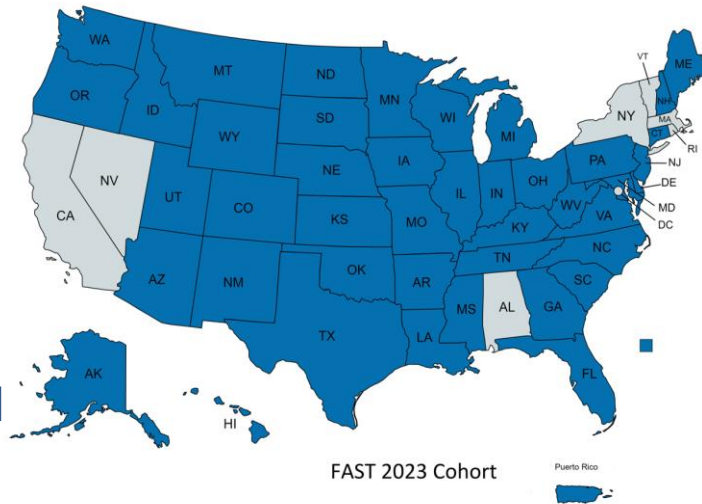 WA
MT
ND
MN
VT
ME
OR
ID
SD
WI
NY
NH
MA
WY
MI
CT
RI
NE
IA
PA
NJ
NV
UT
IL
IN
OH
DE
CA
CO
KS
MO
WV
VA
MD
KY
DC
AZ
NM
OK
AR
TN
NC
SC
MS
AL
GA
TX
LA
AK
FL
HI
FAST 2023 Cohort
Puerto Rico